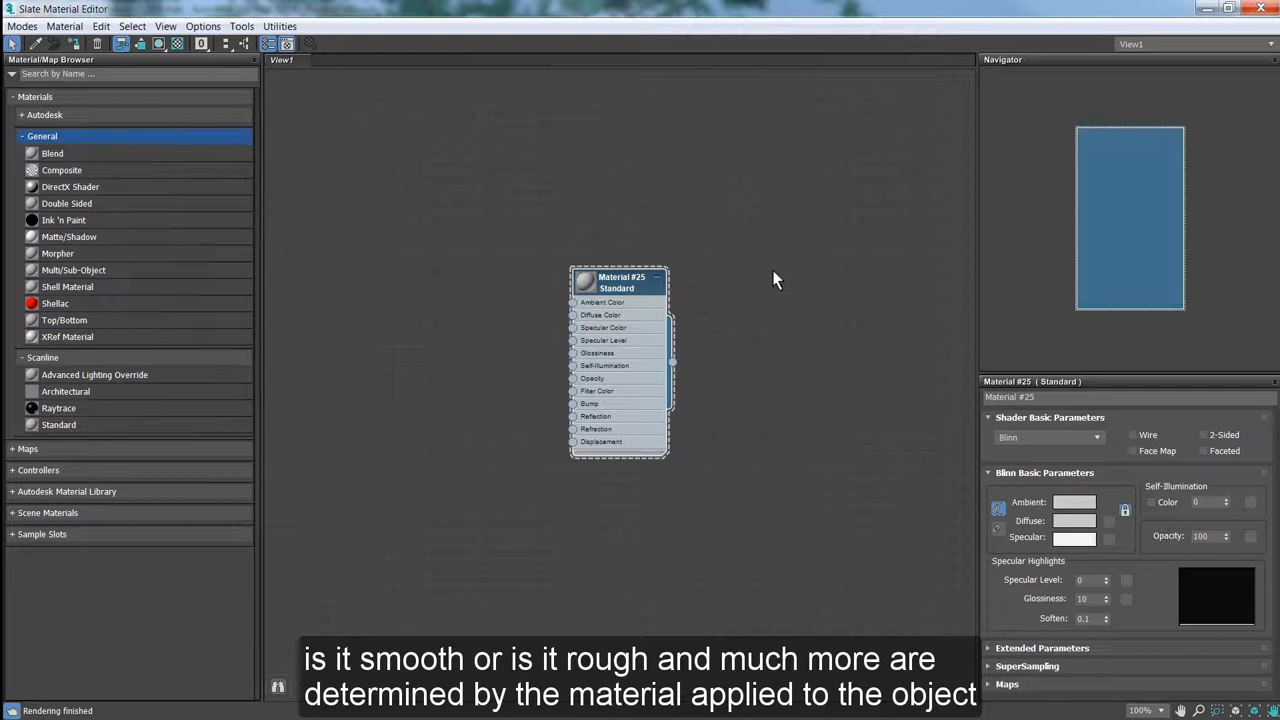 Slate Material Editor
Modes Material Edit Select View Options Tools Utilities
0
View1
Material/Map Browser
View1
Navigator
Search by Name ...
- Materials
+ Autodesk
- General
Blend
Composite
DirectX Shader
Double Sided
Ink 'n Paint
Matte/Shadow
Morpher
Multi/Sub-Object
Shell Material
Shellac
Top/Bottom
XRef Material
- Scanline
Advanced Lighting Override
Architectural
Raytrace
Standard
+ Maps
+ Controllers
+ Autodesk Material Library
+ Scene Materials
+ Sample Slots
Material #25
Standard
Ambient Color
Diffuse Color
Specular Color
Specular Level
Glossiness
Self-Illumination
Opacity
Filter Color
Bump
Reflection
Refraction
Displacement
Material #25 ( Standard )
Material #25
Shader Basic Parameters
Blinn
Wire
2-Sided
Face Map
Faceted
Blinn Basic Parameters
Self-Illumination
Ambient:
Color 0
Diffuse:
Specular:
Opacity: 100
Specular Highlights
Specular Level: 0
Glossiness: 10
Soften: 0.1
Extended Parameters
SuperSampling
Maps
is it smooth or is it rough and much more are
determined by the material applied to the object
Rendering finished
100%